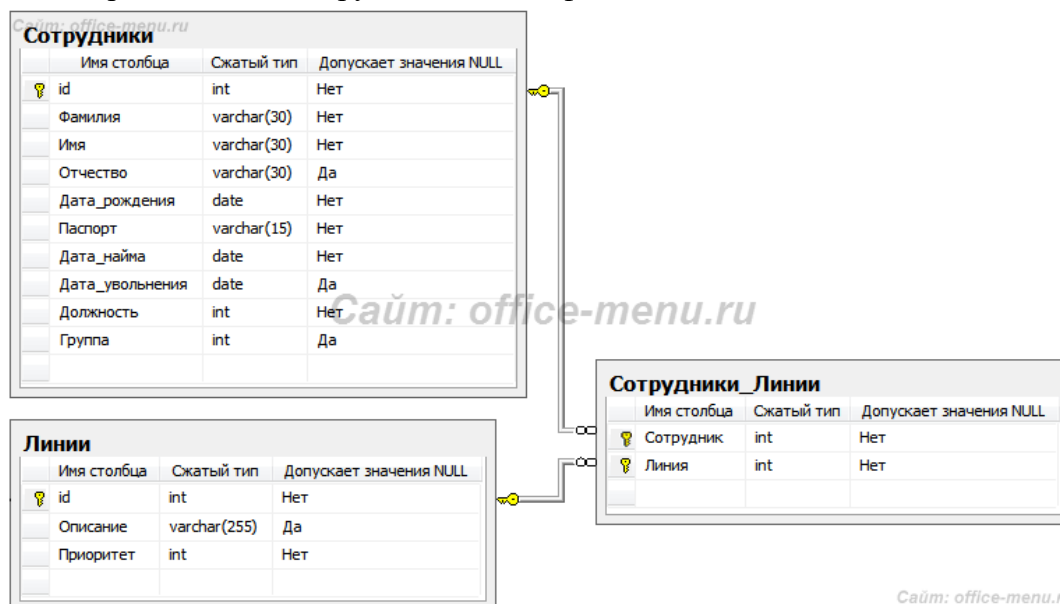 Сайт: office-menu.ru
Сотрудники
Имя столбца Сжатый тип Допускает значения NULL
id int Нет
Фамилия varchar(30) Нет
Имя varchar(30) Нет
Отчество varchar(30) Да
Дата_рождения date Нет
Паспорт varchar(15) Нет
Дата_найма date Нет
Дата_увольнения date Да
Должность int Нет
Группа int Да
Сайт: office-menu.ru
Сотрудники_Линии
Имя столбца Сжатый тип Допускает значения NULL
Сотрудник int Нет
Линия int Нет
Линии
Имя столбца Сжатый тип Допускает значения NULL
id int Нет
Описание varchar(255) Да
Приоритет int Нет
Сайт: office-menu.r